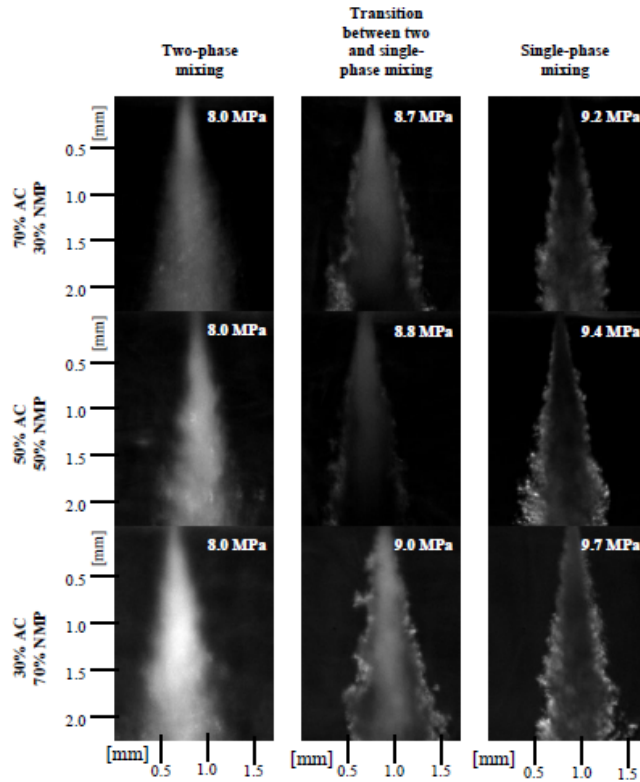 Transition
between two
and single-
phase mixing
Two-phase
mixing
Single-phase
mixing
70% AC
30% NMP
[mm]
0.5
1.0
1.5
2.0
8.0 MPa
8.7 MPa
9.2 MPa
50% AC
50% NMP
[mm]
0.5
1.0
1.5
2.0
8.0 MPa
8.8 MPa
9.4 MPa
30% AC
70% NMP
[mm]
0.5
1.0
1.5
2.0
8.0 MPa
9.0 MPa
9.7 MPa
[mm] 0.5 1.0 1.5
[mm] 0.5 1.0 1.5
[mm] 0.5 1.0 1.5